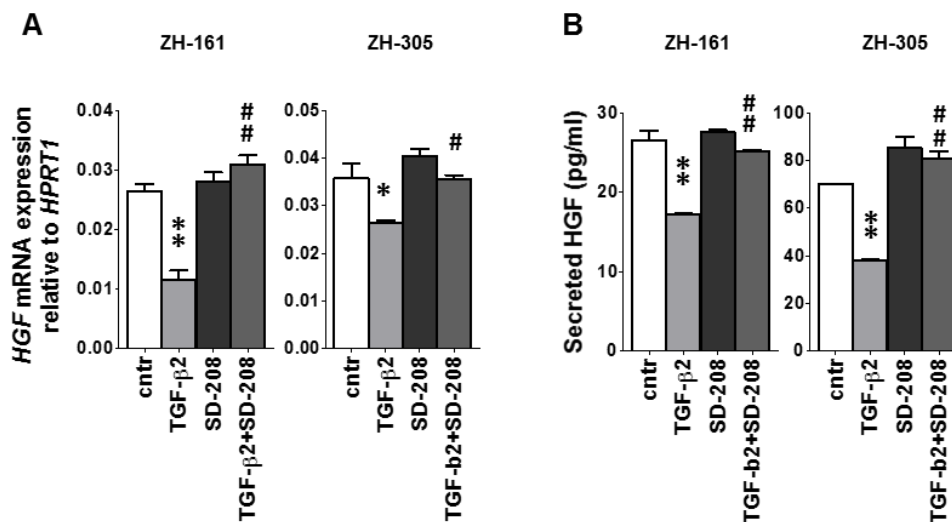 A
B
ZH-161
ZH-305
ZH-161
ZH-305
HGF mRNA expression
relative to HPRT1
0.04
0.03
0.02
0.01
0.00
**
##
cntr
TGF-β2
SD-208
TGF-β2+SD-208
0.05
0.04
0.03
0.02
0.01
0.00
*
#
cntr
TGF-β2
SD-208
TGF-b2+SD-208
Secreted HGF (pg/ml)
30
20
10
0
**
##
cntr
TGF-β2
SD-208
TGF-b2+SD-208
100
80
60
40
20
0
**
##
cntr
TGF-β2
SD-208
TGF-b2+SD-208